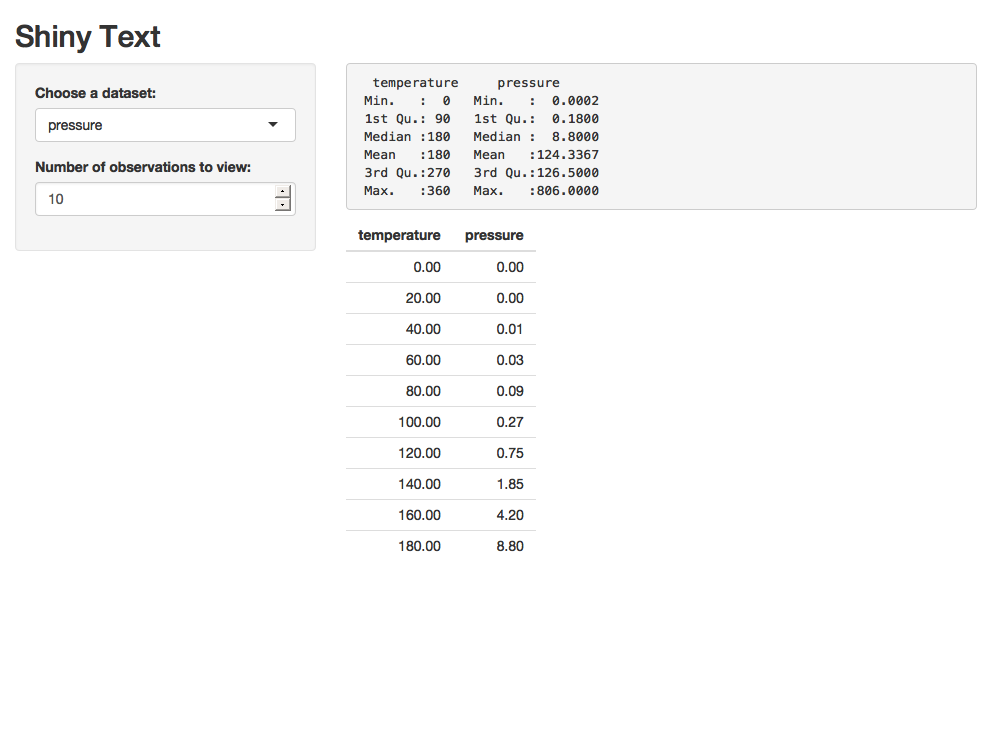 Shiny Text
Choose a dataset:
pressure
Number of observations to view:
10
temperature     pressure
Min.   :  0   Min.   :  0.0002
1st Qu.: 90   1st Qu.:  0.1800
Median :180   Median :  8.8000
Mean   :180   Mean   :124.3367
3rd Qu.:270   3rd Qu.:126.5000
Max.   :360   Max.   :806.0000
temperature pressure
0.00 0.00
20.00 0.00
40.00 0.01
60.00 0.03
80.00 0.09
100.00 0.27
120.00 0.75
140.00 1.85
160.00 4.20
180.00 8.80